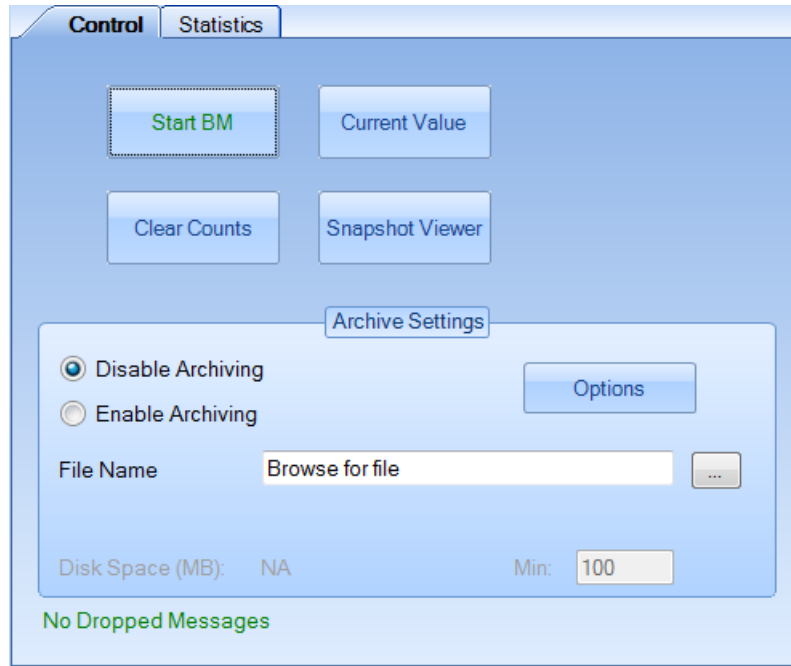 Control Statistics
Start BM Current Value
Clear Counts Snapshot Viewer
Archive Settings
Disable Archiving
Options
Enable Archiving
File Name Browse for file ...
Disk Space (MB): NA Min: 100
No Dropped Messages